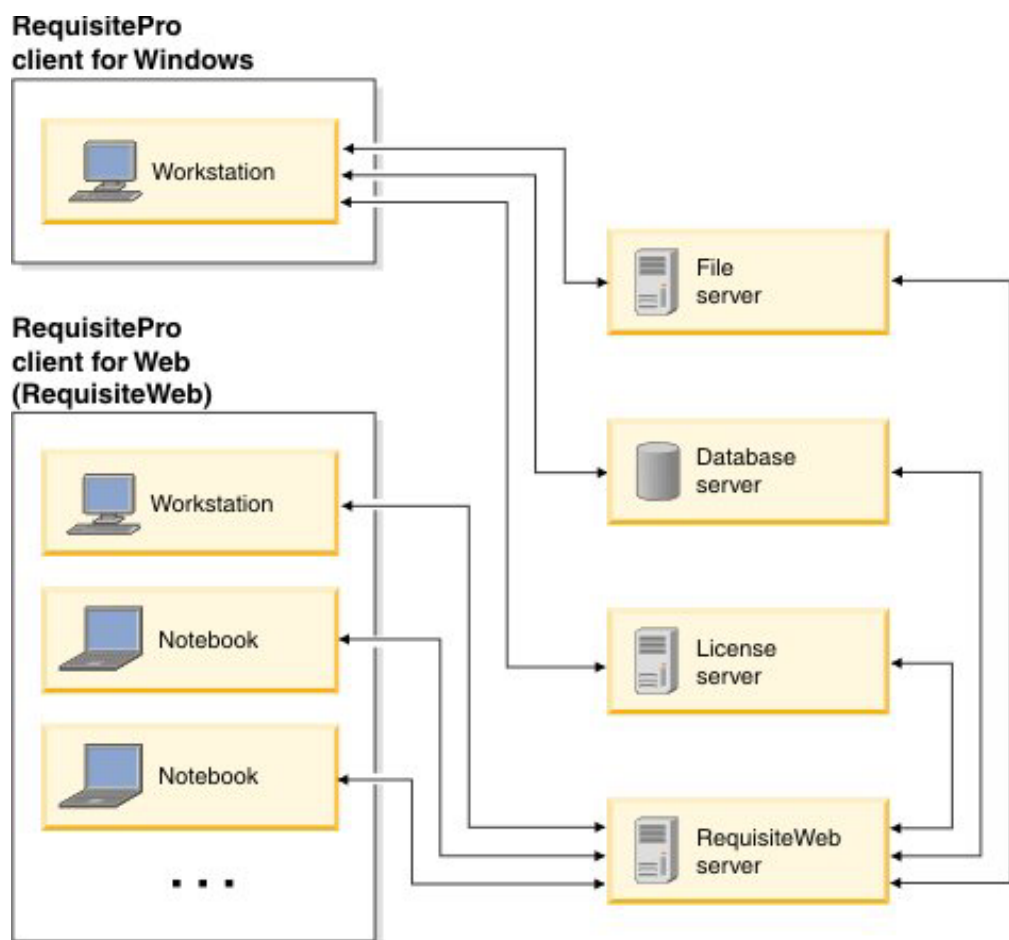 RequisitePro
client for Windows
Workstation
File
server
RequisitePro
client for Web
(RequisiteWeb)
Workstation
Database
server
Notebook
License
server
Notebook
RequisiteWeb
server
...